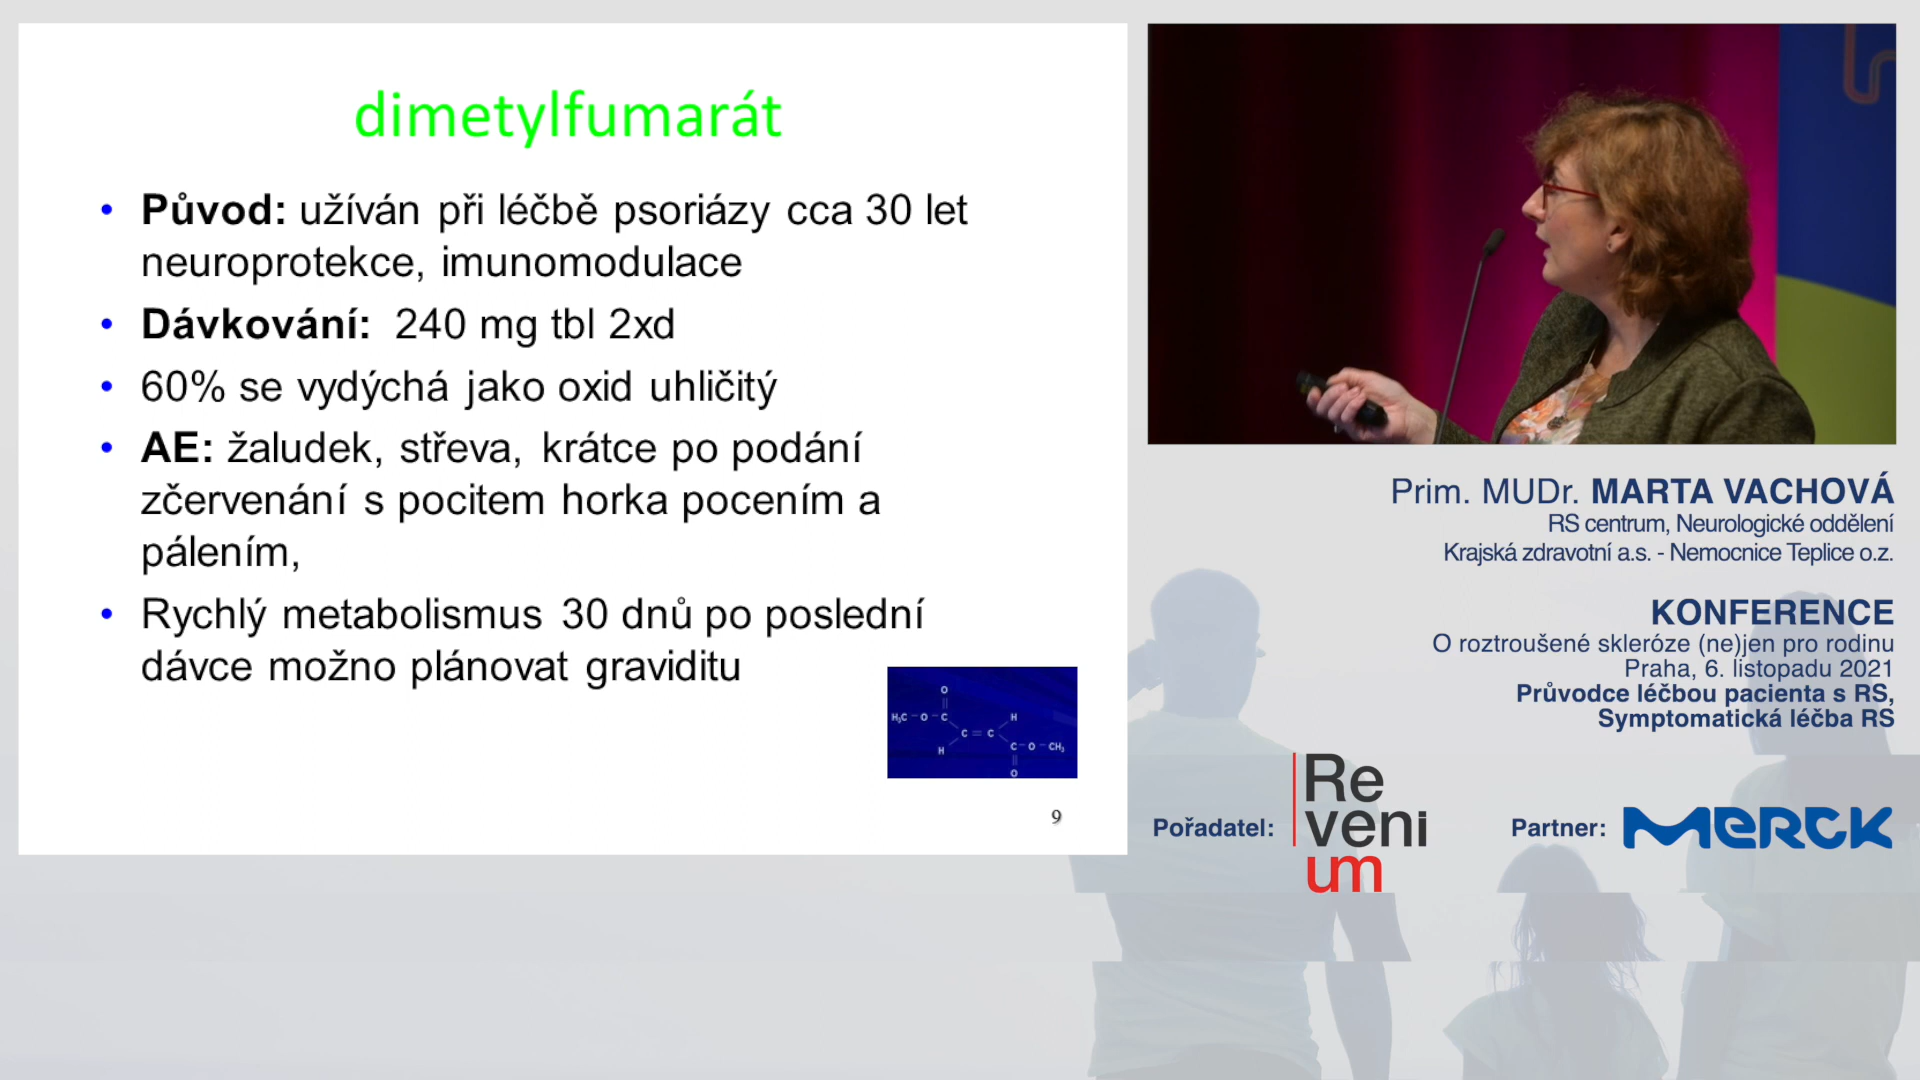 dimetylfumarát
• Původ: užíván při léčbě psoriázy cca 30 let
neuroprotekce, imunomodulace
• Dávkování: 240 mg tbl 2xd
• 60% se vydýchá jako oxid uhličitý
• AE: žaludek, střeva, krátce po podání
zčervenání s pocitem horka pocením a
pálením,
• Rychlý metabolismus 30 dnů po poslední
dávce možno plánovat graviditu
O
H₃C - O - C
H
C = C
H
C - O - CH₃
O
9
Prim. MUDr. MARTA VACHOVÁ
RS centrum, Neurologické oddělení
Krajská zdravotní a.s. - Nemocnice Teplice o.z.
KONFERENCE
O roztroušené skleróze (ne)jen pro rodinu
Praha, 6. listopadu 2021
Průvodce léčbou pacienta s RS,
Symptomatická léčba RS
Pořadatel:
Re
veni
um
Partner:
MERCK